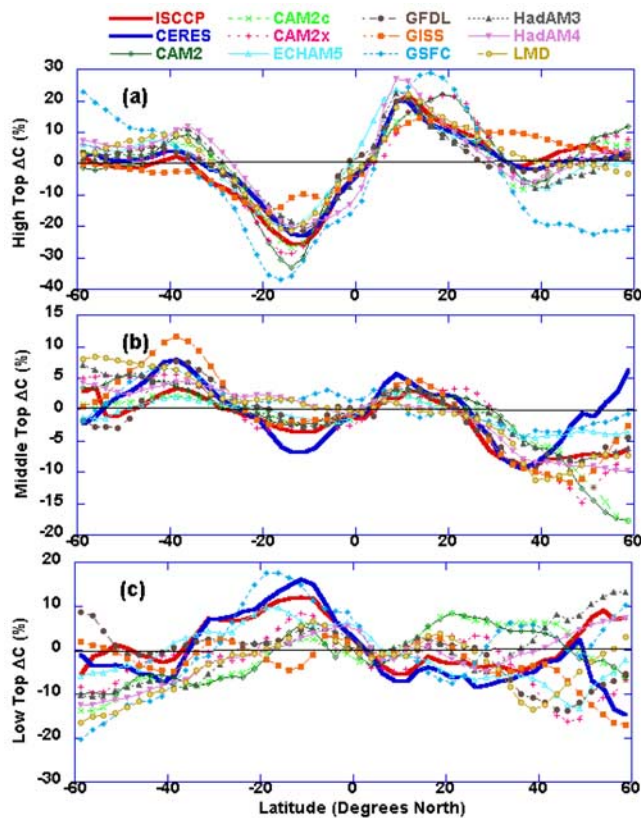 ISCCP CAM2c GFDL HadAM3
CERES CAM2x GISS HadAM4
CAM2 ECHAM5 GSFC LMD
(a)
High Top ΔC (%)
30
20
10
0
-10
-20
-30
-40
-60 -40 -20 0 20 40 60
(b)
Middle Top ΔC (%)
15
10
5
0
-5
-10
-15
-20
-60 -40 -20 0 20 40 60
(c)
Low Top ΔC (%)
20
10
0
-10
-20
-30
-60 -40 -20 0 20 40 60
Latitude (Degrees North)